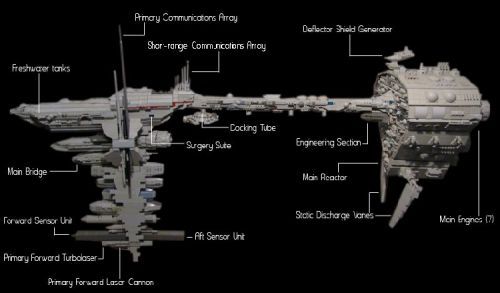 Primary Communications Array
Deflector Shield Generator
Short-range Communications Array
Freshwater tanks
Docking Tube
Surgery Suite
Engineering Section
Main Bridge
Main Reactor
Static Discharge Vanes
Main Engines (7)
Forward Sensor Unit
Aft Sensor Unit
Primary Forward Turbolaser
Primary Forward Laser Cannon